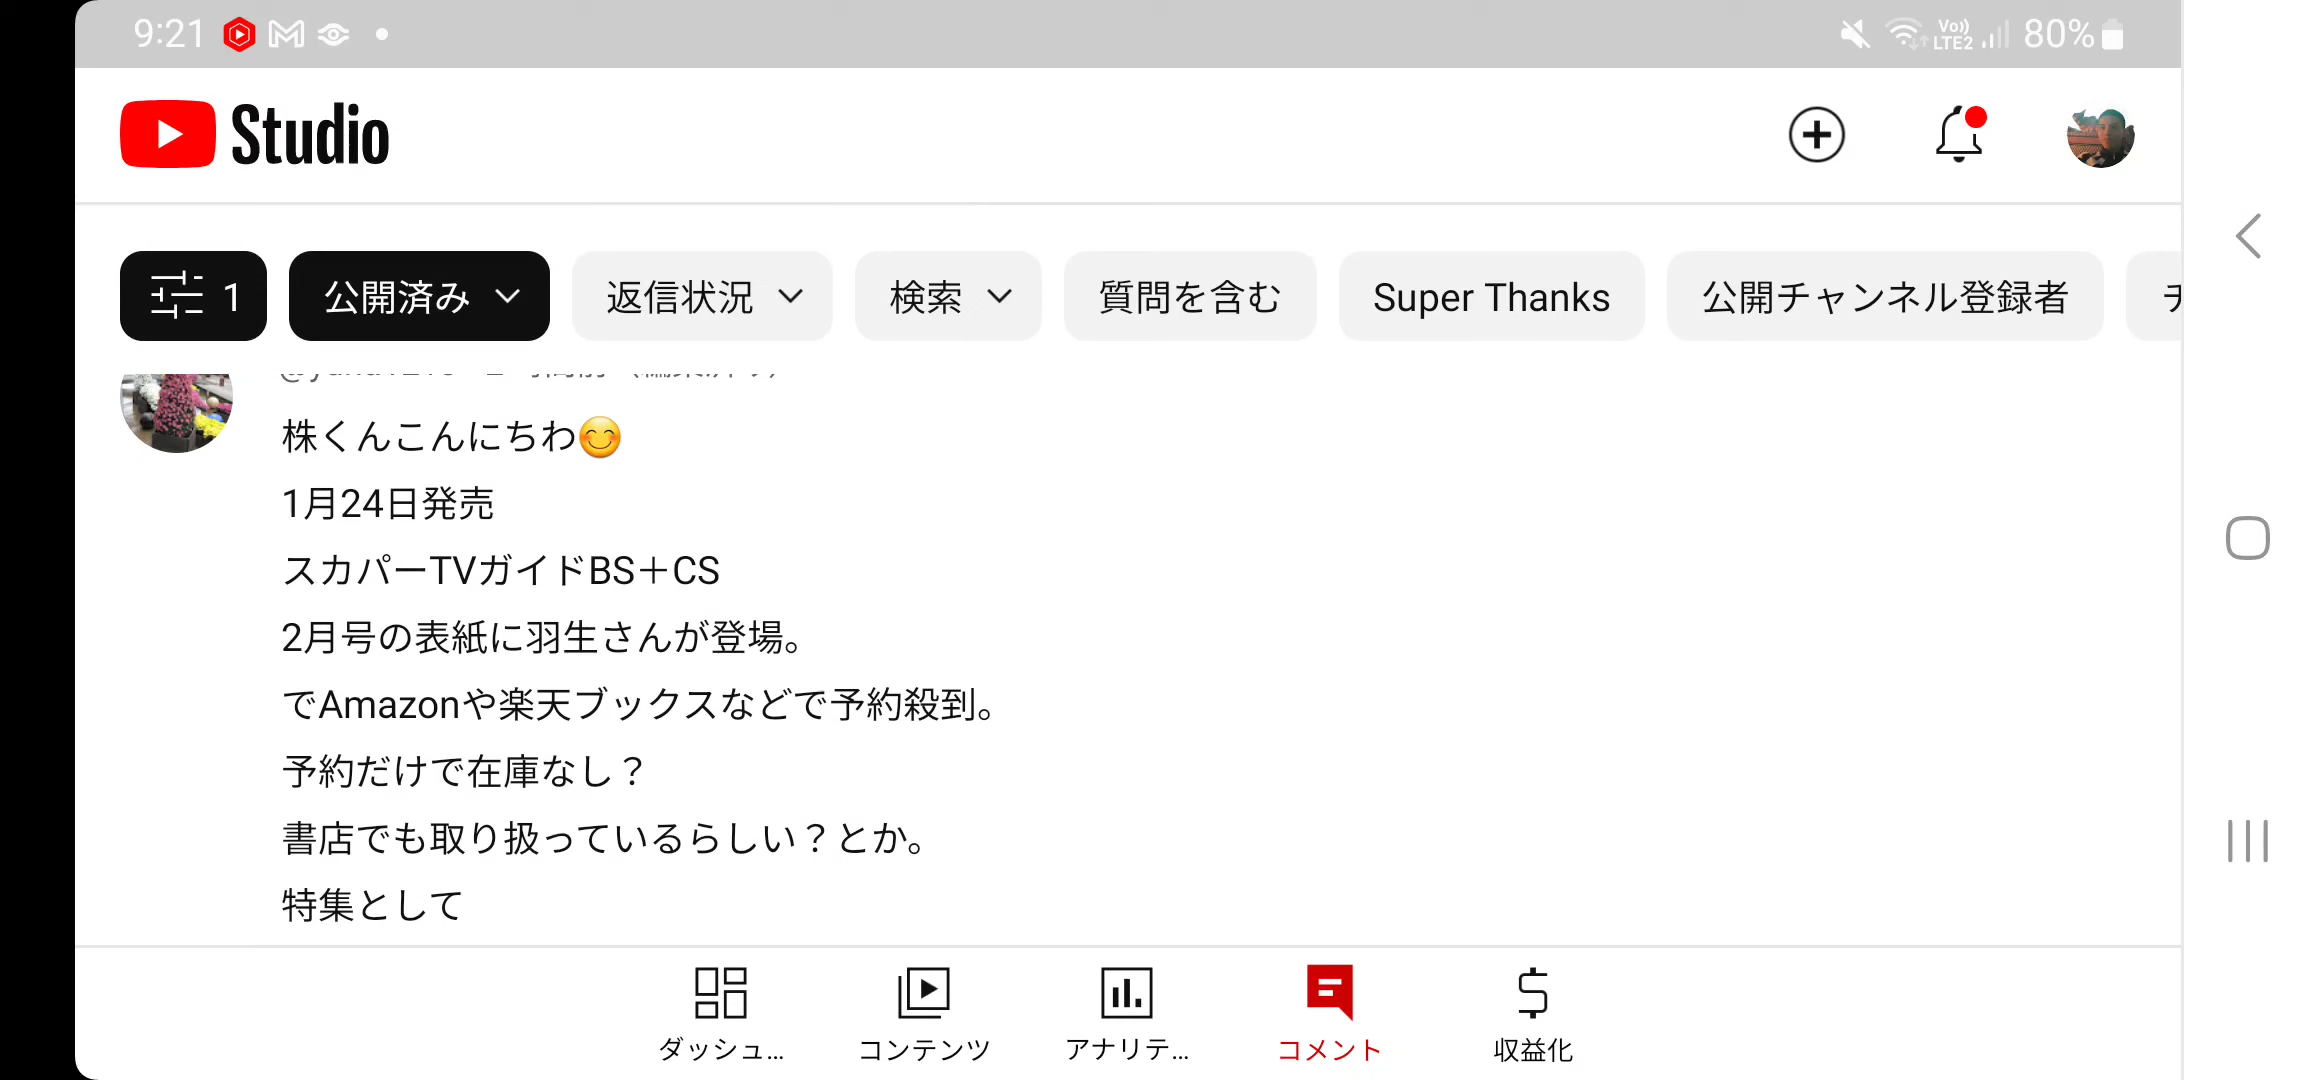 9:21
Vo)) LTE2 80%
Studio
1
公開済み
返信状況
検索
質問を含む
Super Thanks
公開チャンネル登録者
株くんこんにちわ😊
1月24日発売
スカパーTVガイドBS＋CS
2月号の表紙に羽生さんが登場。
でAmazonや楽天ブックスなどで予約殺到。
予約だけで在庫なし？
書店でも取り扱っているらしい？とか。
特集として
ダッシュ...
コンテンツ
アナリテ...
コメント
収益化